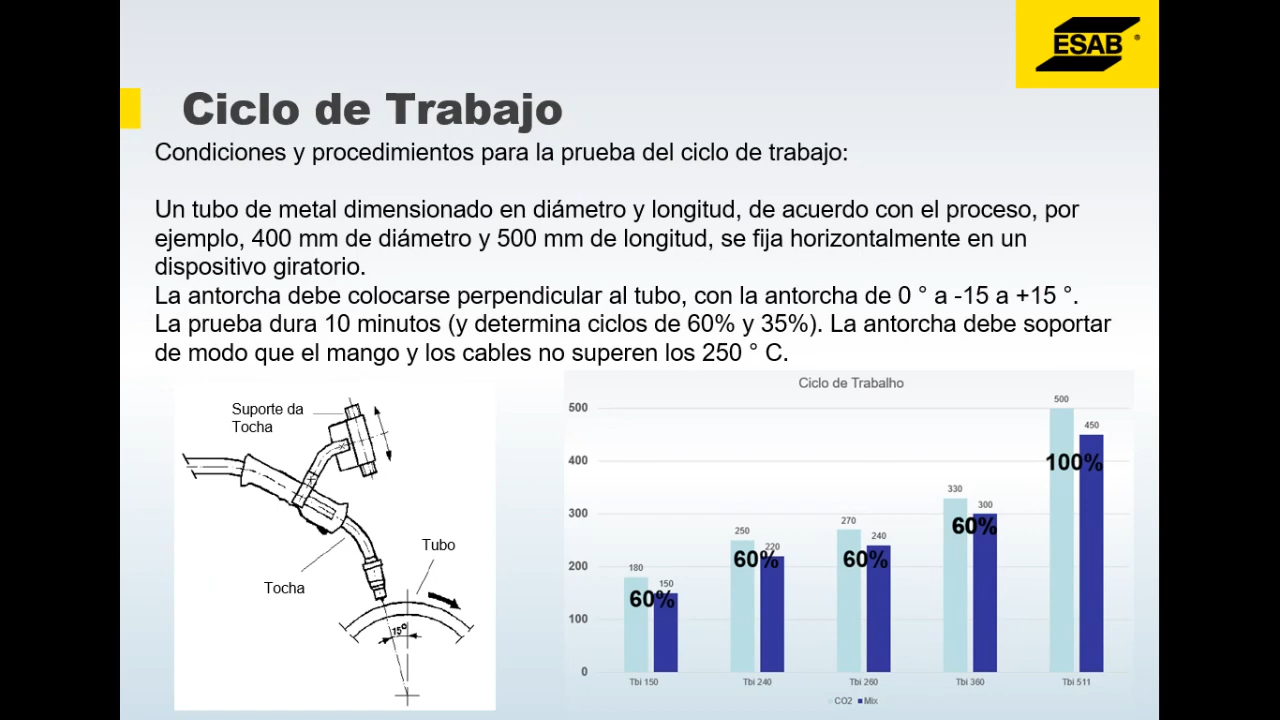 ESAB
Ciclo de Trabajo
Condiciones y procedimientos para la prueba del ciclo de trabajo:
Un tubo de metal dimensionado en diámetro y longitud, de acuerdo con el proceso, por
ejemplo, 400 mm de diámetro y 500 mm de longitud, se fija horizontalmente en un
dispositivo giratorio.
La antorcha debe colocarse perpendicular al tubo, con la antorcha de 0 ° a -15 a +15 °.
La prueba dura 10 minutos (y determina ciclos de 60% y 35%). La antorcha debe soportar
de modo que el mango y los cables no superen los 250 ° C.
Suporte da
Tocha
Tubo
Tocha
15°
Ciclo de Trabalho
500
400
300
200
100
0
180
150
60%
250
220
60%
270
240
60%
330
300
60%
500
450
100%
Tbi 150
Tbi 240
Tbi 260
Tbi 360
Tbi 511
CO2 Mix